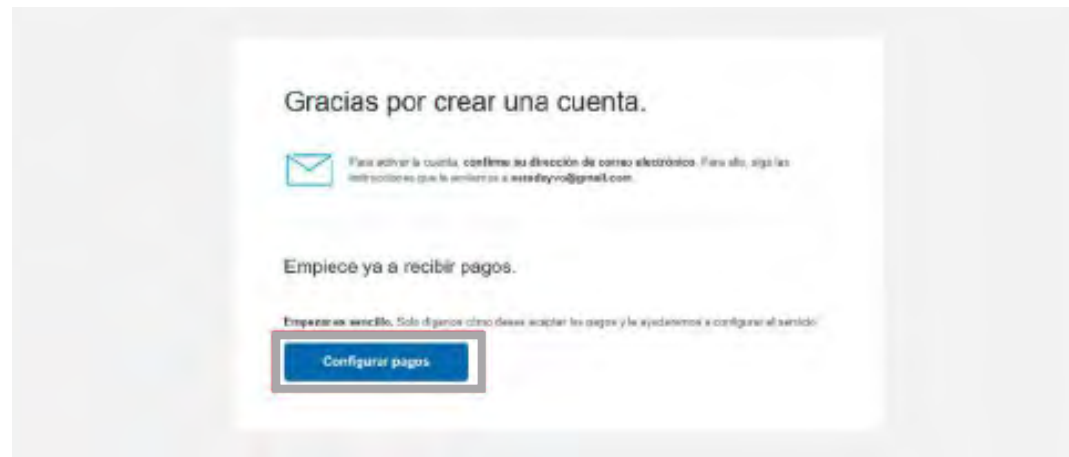 Gracias por crear una cuenta.
Para activar la cuenta, confirme su dirección de correo electrónico. Para ello, siga las
instrucciones que le enviamos a @gmail.com.
Empiece ya a recibir pagos.
Empezar es sencillo. Solo díganos cómo desea aceptar los pagos y le ayudaremos a configurar el servicio.
Configurar pagos